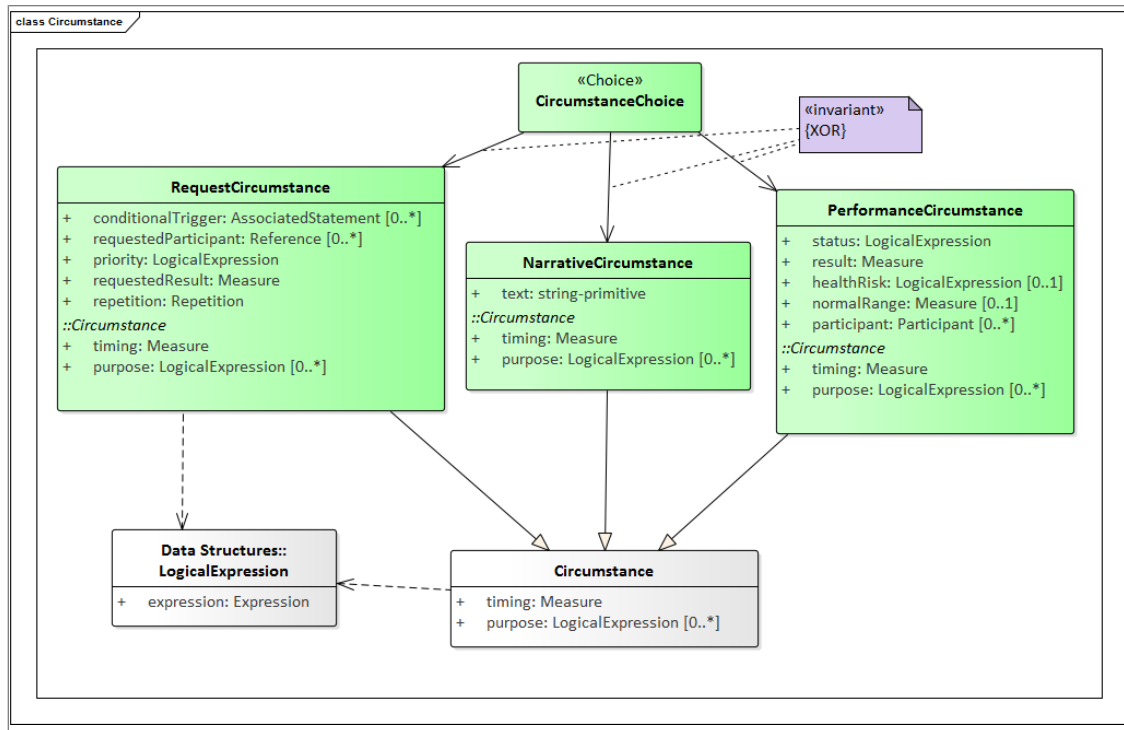 class Circumstance
«Choice»
CircumstanceChoice
«invariant»
{XOR}
RequestCircumstance
+ conditionalTrigger: AssociatedStatement [0..*]
+ requestedParticipant: Reference [0..*]
+ priority: LogicalExpression
+ requestedResult: Measure
+ repetition: Repetition
::Circumstance
+ timing: Measure
+ purpose: LogicalExpression [0..*]
NarrativeCircumstance
+ text: string-primitive
::Circumstance
+ timing: Measure
+ purpose: LogicalExpression [0..*]
PerformanceCircumstance
+ status: LogicalExpression
+ result: Measure
+ healthRisk: LogicalExpression [0..1]
+ normalRange: Measure [0..1]
+ participant: Participant [0..*]
::Circumstance
+ timing: Measure
+ purpose: LogicalExpression [0..*]
Data Structures::
LogicalExpression
+ expression: Expression
Circumstance
+ timing: Measure
+ purpose: LogicalExpression [0..*]